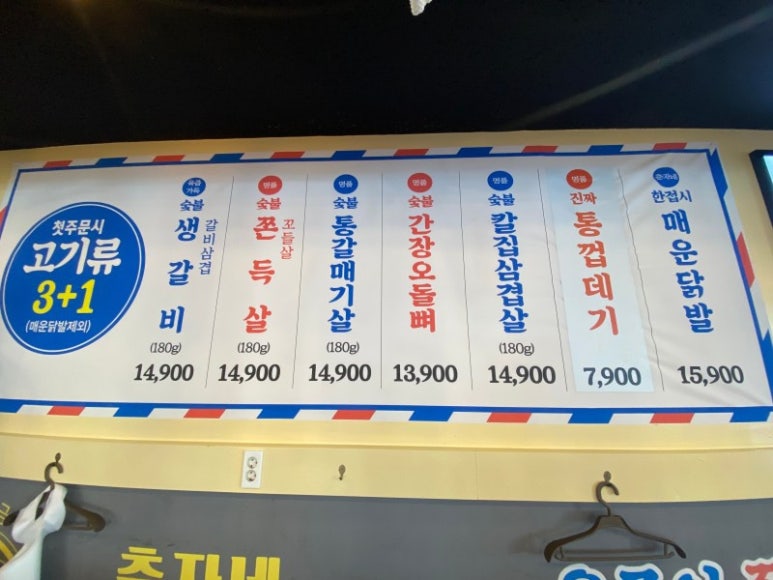 첫주문시
고기류
3+1
(매운닭발제외)
육즙
가득
숯불
생갈비
갈비삼겹
(180g)
14,900
명품
숯불
쫀득살
꼬들살
(180g)
14,900
명품
숯불
통갈매기살
(180g)
14,900
명품
숯불
간장오돌뼈
13,900
명품
숯불
칼집삼겹살
(180g)
14,900
명품
진짜
통껍데기
7,900
춘자네
한접시
매운닭발
15,900
춘자네